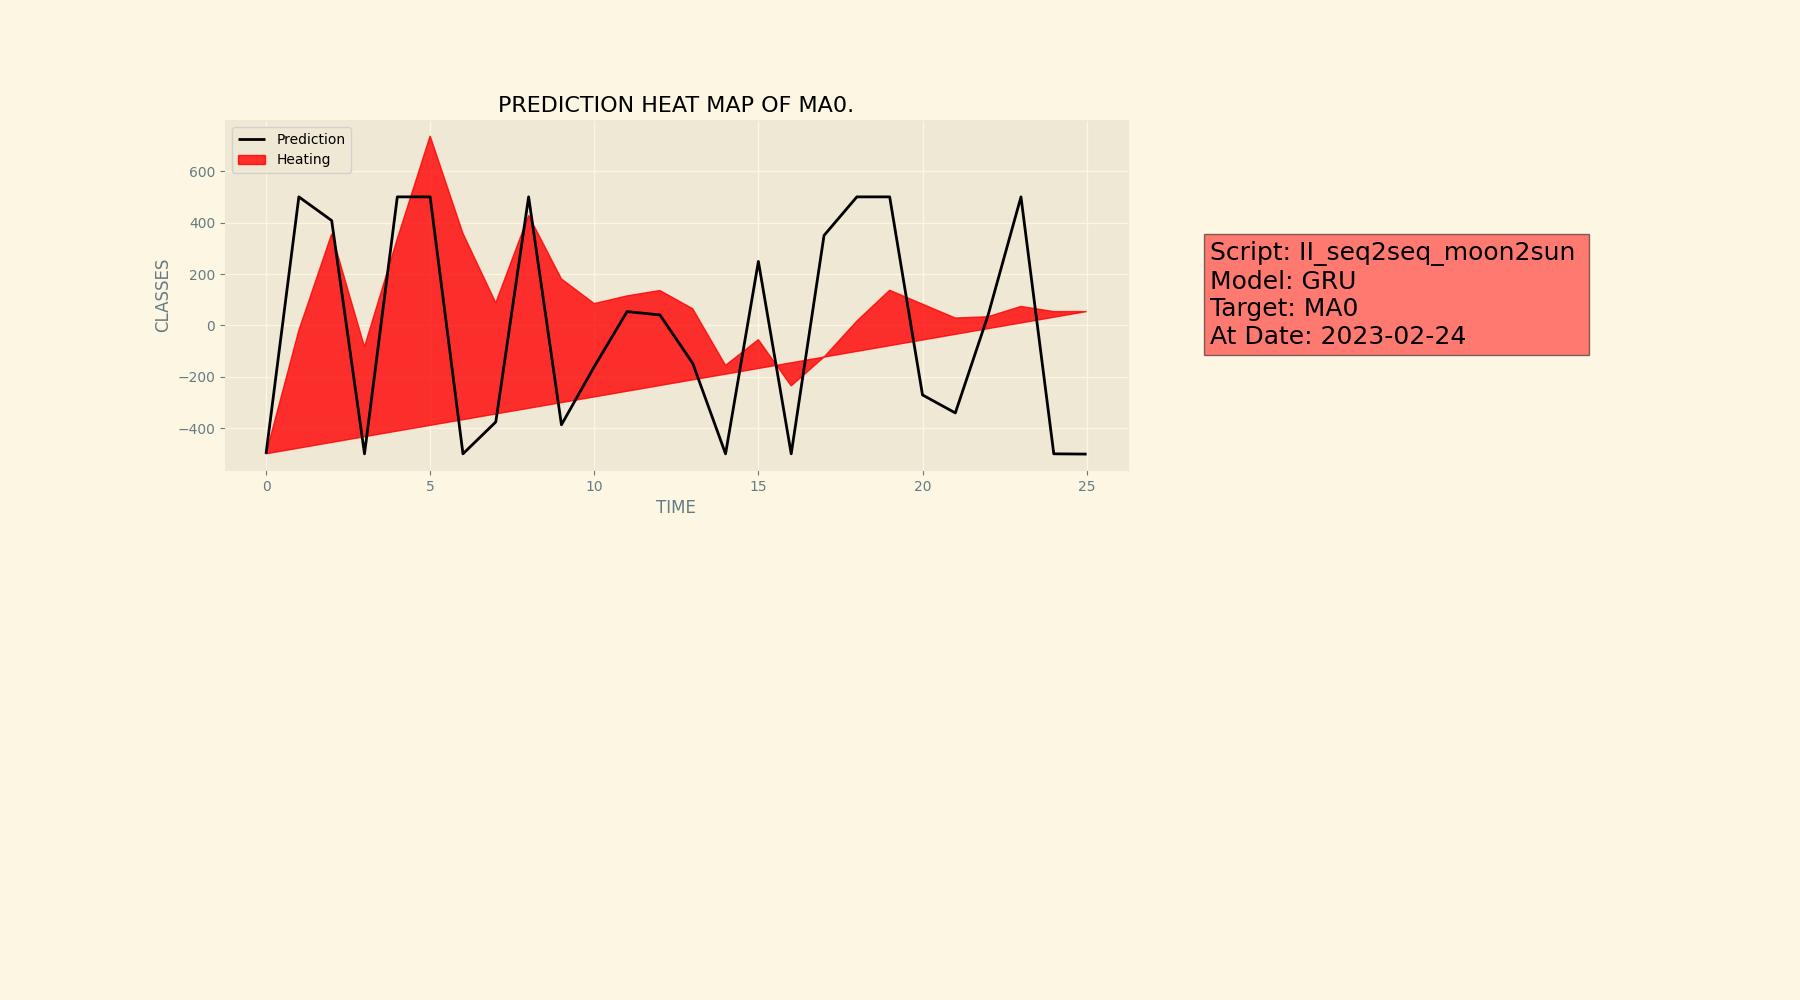 PREDICTION HEAT MAP OF MA0.
Prediction
Heating
600
400
200
0
−200
−400
CLASSES
0 5 10 15 20 25
TIME
Script: II_seq2seq_moon2sun
Model: GRU
Target: MA0
At Date: 2023-02-24